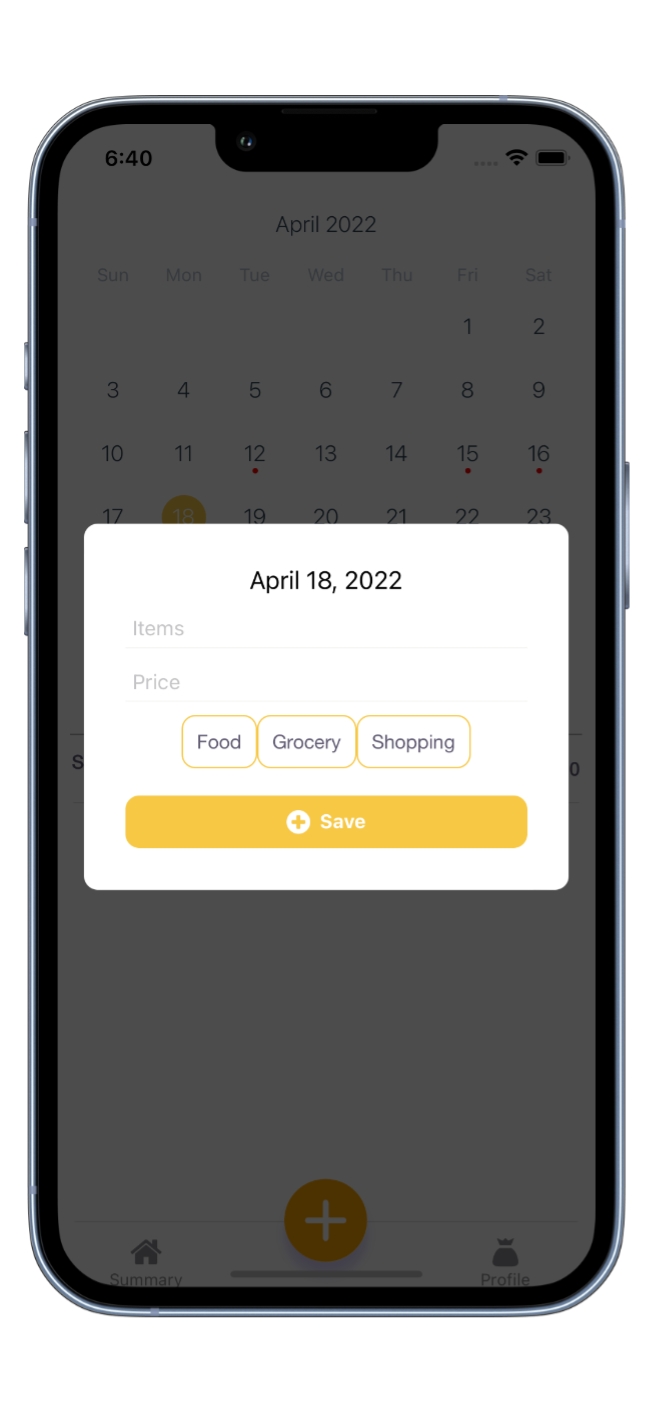 6:40
April 2022
Sun Mon Tue Wed Thu Fri Sat
1 2
3 4 5 6 7 8 9
10 11 12 13 14 15 16
17 18 19 20 21 22 23
April 18, 2022
Items
Price
Food Grocery Shopping
Save
Summary Profile